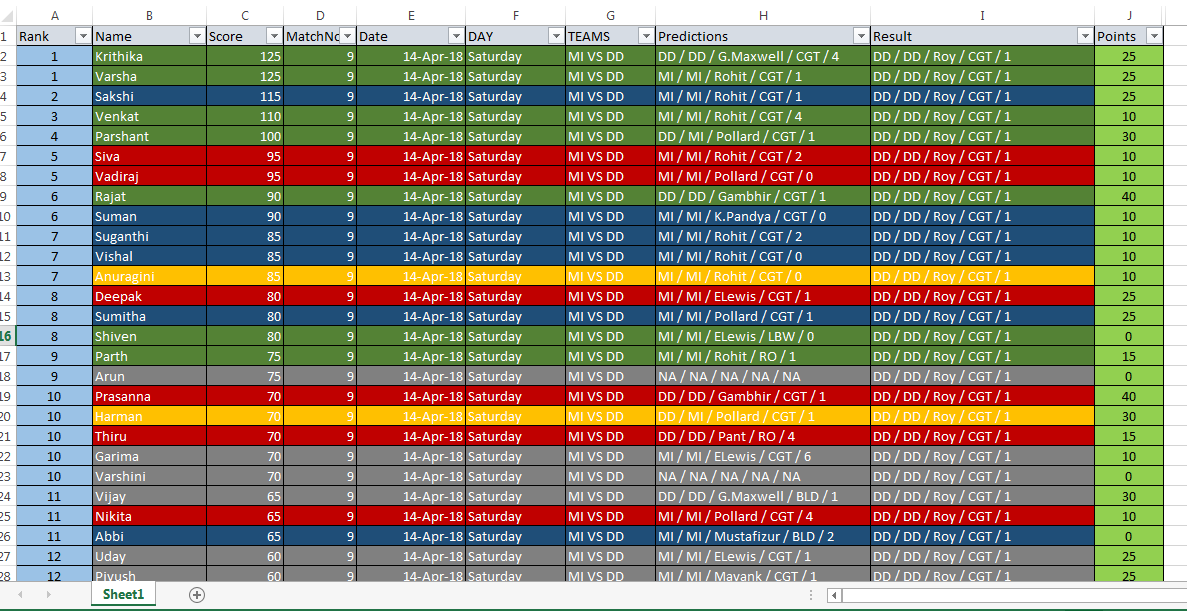 A B C D E F G H I J
1 Rank Name Score MatchNo Date DAY TEAMS Predictions Result Points
2 1 Krithika 125 9 14-Apr-18 Saturday MI VS DD DD / DD / G.Maxwell / CGT / 4 DD / DD / Roy / CGT / 1 25
3 1 Varsha 125 9 14-Apr-18 Saturday MI VS DD MI / MI / Rohit / CGT / 1 DD / DD / Roy / CGT / 1 25
4 2 Sakshi 115 9 14-Apr-18 Saturday MI VS DD MI / MI / Rohit / CGT / 1 DD / DD / Roy / CGT / 1 25
5 3 Venkat 110 9 14-Apr-18 Saturday MI VS DD MI / MI / Rohit / CGT / 4 DD / DD / Roy / CGT / 1 10
6 4 Parshant 100 9 14-Apr-18 Saturday MI VS DD DD / MI / Pollard / CGT / 1 DD / DD / Roy / CGT / 1 30
7 5 Siva 95 9 14-Apr-18 Saturday MI VS DD MI / MI / Rohit / CGT / 2 DD / DD / Roy / CGT / 1 10
8 5 Vadiraj 95 9 14-Apr-18 Saturday MI VS DD MI / MI / Pollard / CGT / 0 DD / DD / Roy / CGT / 1 10
9 6 Rajat 90 9 14-Apr-18 Saturday MI VS DD DD / DD / Gambhir / CGT / 1 DD / DD / Roy / CGT / 1 40
10 6 Suman 90 9 14-Apr-18 Saturday MI VS DD MI / MI / K.Pandya / CGT / 0 DD / DD / Roy / CGT / 1 10
11 7 Suganthi 85 9 14-Apr-18 Saturday MI VS DD MI / MI / Rohit / CGT / 2 DD / DD / Roy / CGT / 1 10
12 7 Vishal 85 9 14-Apr-18 Saturday MI VS DD MI / MI / Rohit / CGT / 0 DD / DD / Roy / CGT / 1 10
13 7 Anuragini 85 9 14-Apr-18 Saturday MI VS DD MI / MI / Rohit / CGT / 0 DD / DD / Roy / CGT / 1 10
14 8 Deepak 80 9 14-Apr-18 Saturday MI VS DD MI / MI / ELewis / CGT / 1 DD / DD / Roy / CGT / 1 25
15 8 Sumitha 80 9 14-Apr-18 Saturday MI VS DD MI / MI / Pollard / CGT / 1 DD / DD / Roy / CGT / 1 25
16 8 Shiven 80 9 14-Apr-18 Saturday MI VS DD MI / MI / ELewis / LBW / 0 DD / DD / Roy / CGT / 1 0
17 9 Parth 75 9 14-Apr-18 Saturday MI VS DD MI / MI / Rohit / RO / 1 DD / DD / Roy / CGT / 1 15
18 9 Arun 75 9 14-Apr-18 Saturday MI VS DD NA / NA / NA / NA / NA DD / DD / Roy / CGT / 1 0
19 10 Prasanna 70 9 14-Apr-18 Saturday MI VS DD DD / DD / Gambhir / CGT / 1 DD / DD / Roy / CGT / 1 40
20 10 Harman 70 9 14-Apr-18 Saturday MI VS DD DD / MI / Pollard / CGT / 1 DD / DD / Roy / CGT / 1 30
21 10 Thiru 70 9 14-Apr-18 Saturday MI VS DD DD / DD / Pant / RO / 4 DD / DD / Roy / CGT / 1 15
22 10 Garima 70 9 14-Apr-18 Saturday MI VS DD MI / MI / ELewis / CGT / 6 DD / DD / Roy / CGT / 1 10
23 10 Varshini 70 9 14-Apr-18 Saturday MI VS DD NA / NA / NA / NA / NA DD / DD / Roy / CGT / 1 0
24 11 Vijay 65 9 14-Apr-18 Saturday MI VS DD DD / DD / G.Maxwell / BLD / 1 DD / DD / Roy / CGT / 1 30
25 11 Nikita 65 9 14-Apr-18 Saturday MI VS DD MI / MI / Pollard / CGT / 4 DD / DD / Roy / CGT / 1 10
26 11 Abbi 65 9 14-Apr-18 Saturday MI VS DD MI / MI / Mustafizur / BLD / 2 DD / DD / Roy / CGT / 1 0
27 12 Uday 60 9 14-Apr-18 Saturday MI VS DD MI / MI / ELewis / CGT / 1 DD / DD / Roy / CGT / 1 25
28 12 Piyush 60 9 14-Apr-18 Saturday MI VS DD MI / MI / Mayank / CGT / 1 DD / DD / Roy / CGT / 1 25
Sheet1